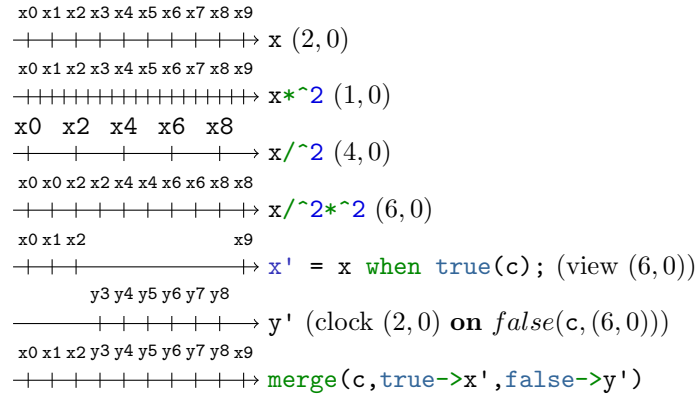 x0 x1 x2 x3 x4 x5 x6 x7 x8 x9
x (2, 0)
x0 x1 x2 x3 x4 x5 x6 x7 x8 x9
x*^2 (1, 0)
x0 x2 x4 x6 x8
x/^2 (4, 0)
x0 x0 x2 x2 x4 x4 x6 x6 x8 x8
x/^2*^2 (6, 0)
x0 x1 x2 x9
x' = x when true(c); (view (6, 0))
y3 y4 y5 y6 y7 y8
y' (clock (2, 0) on false(c, (6, 0)))
x0 x1 x2 y3 y4 y5 y6 y7 y8 x9
merge(c,true->x',false->y')